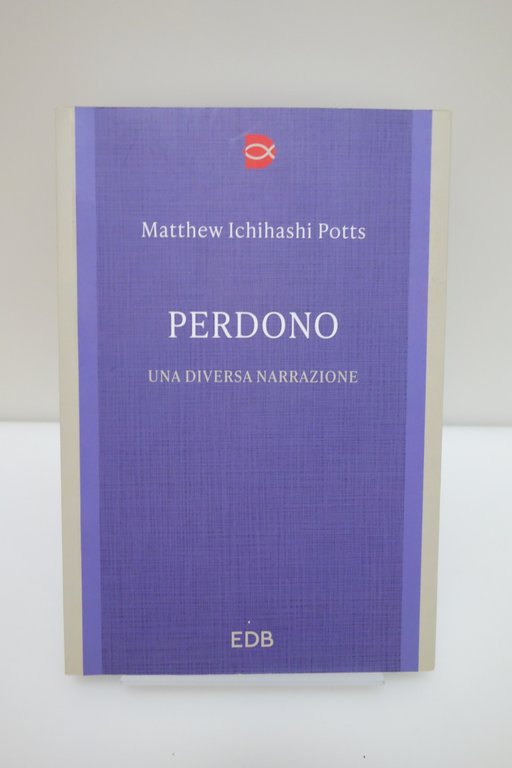 Matthew Ichihashi Potts
PERDONO
UNA DIVERSA NARRAZIONE
EDB